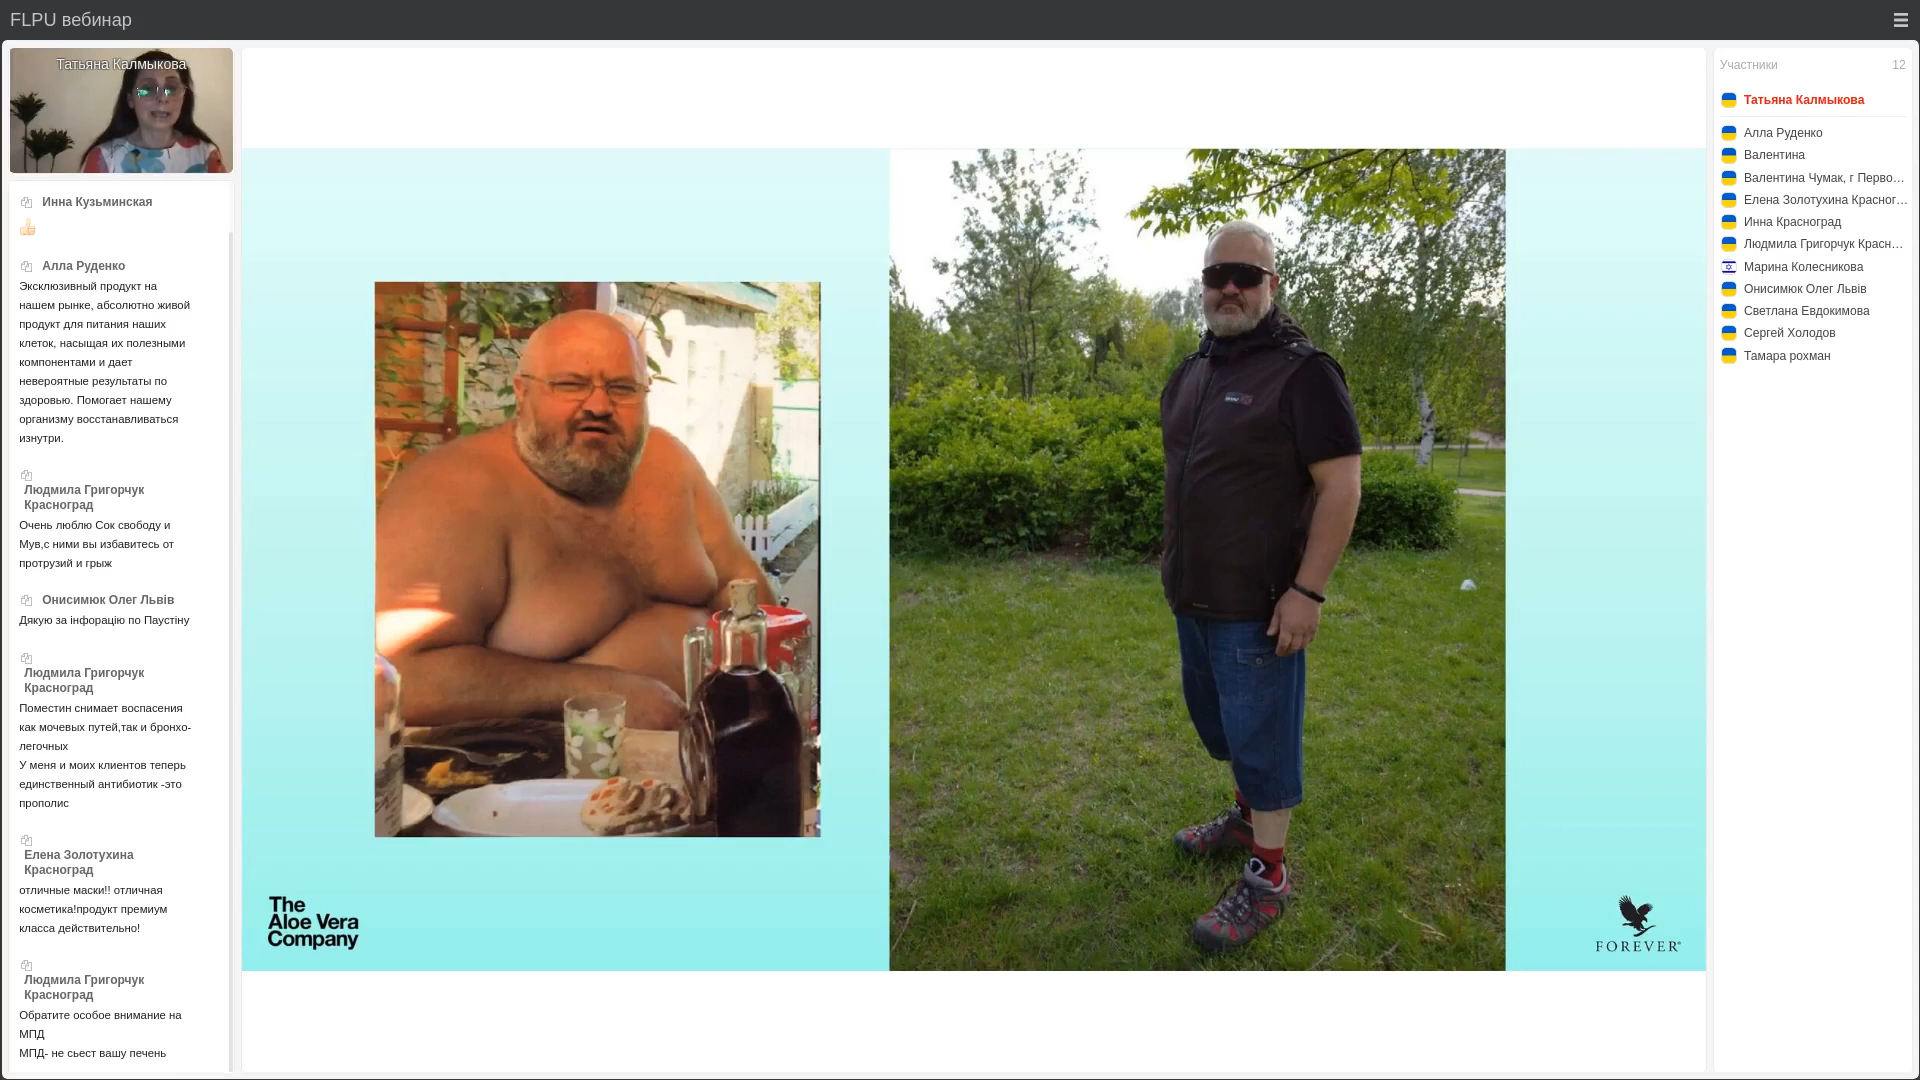 FLPU вебинар
Татьяна Калмыкова
Инна Кузьминская
Алла Руденко
Эксклюзивный продукт на
нашем рынке, абсолютно живой
продукт для питания наших
клеток, насыщая их полезными
компонентами и дает
невероятные результаты по
здоровью. Помогает нашему
организму восстанавливаться
изнутри.
Людмила Григорчук
Красноград
Очень люблю Сок свободу и
Мув,с ними вы избавитесь от
протрузий и грыж
Онисимюк Олег Львів
Дякую за інфорацію по Паустіну
Людмила Григорчук
Красноград
Поместин снимает воспасения
как мочевых путей,так и бронхо-
легочных
У меня и моих клиентов теперь
единственный антибиотик -это
прополис
Елена Золотухина
Красноград
отличные маски!! отличная
косметика!продукт премиум
класса действительно!
Людмила Григорчук
Красноград
Обратите особое внимание на
МПД
МПД- не сьест вашу печень
The
Aloe Vera
Company
FOREVER®
Участники 12
Татьяна Калмыкова
Алла Руденко
Валентина
Валентина Чумак, г Перво...
Елена Золотухина Красног...
Инна Красноград
Людмила Григорчук Красн...
Марина Колесникова
Онисимюк Олег Львів
Светлана Евдокимова
Сергей Холодов
Тамара рохман